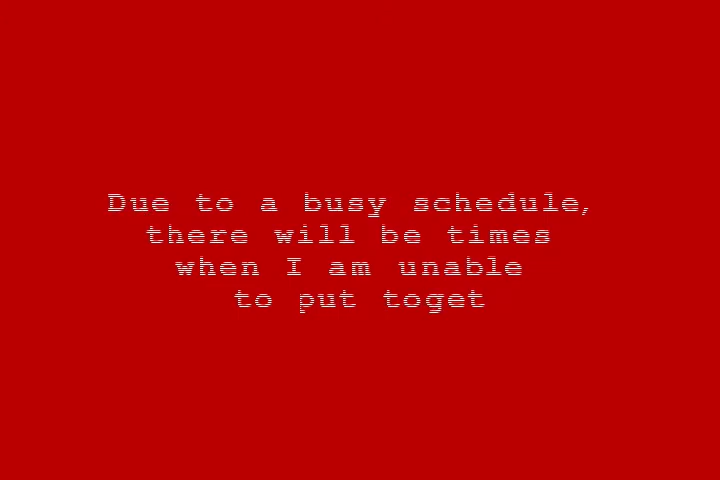 Due to a busy schedule,
there will be times
when I am unable
to put toget